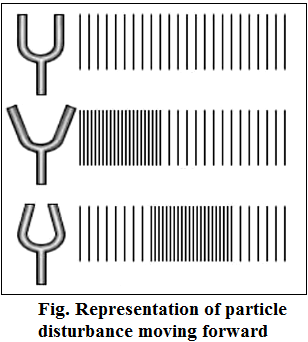 Fig. Representation of particle
disturbance moving forward